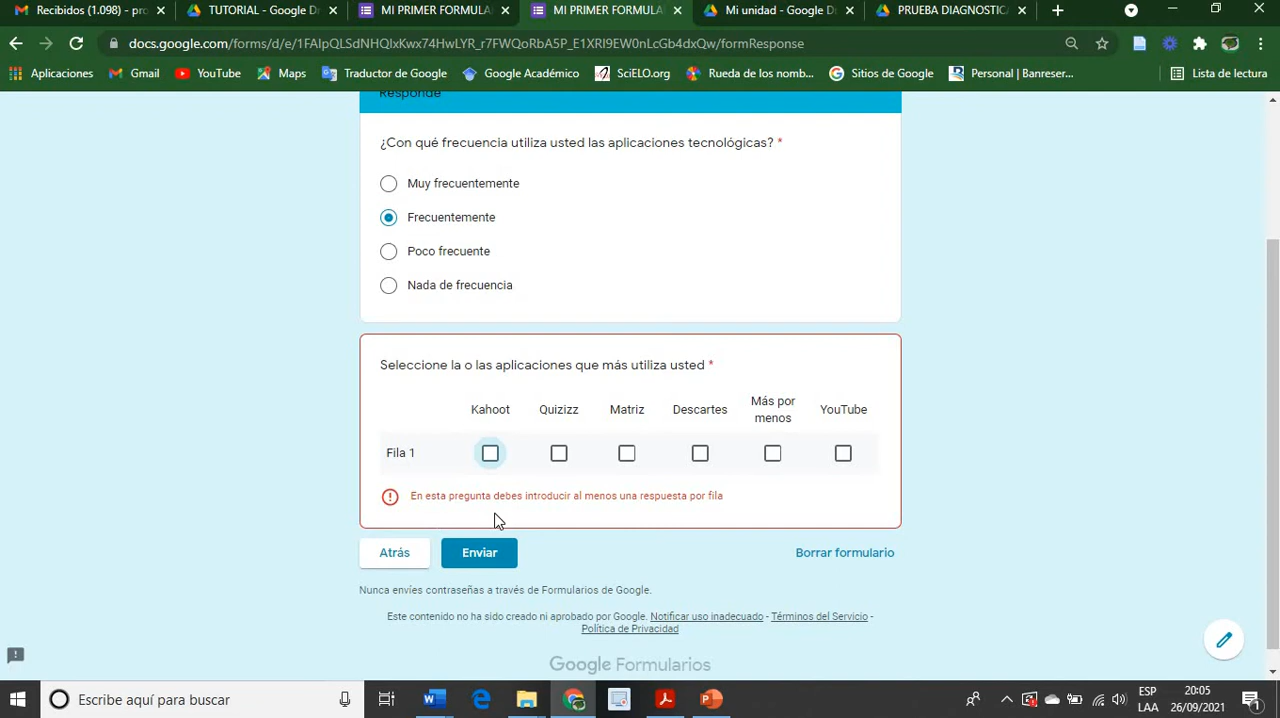 Recibidos (1.098) - pro
TUTORIAL - Google Dr
MI PRIMER FORMULA
MI PRIMER FORMULA
Mi unidad - Google D
PRUEBA DIAGNOSTICA
docs.google.com/forms/d/e/1FAIpQLSdNHQIxKwx74HwLYR_r7FWQoRbA5P_E1XRI9EW0nLcGb4dxQw/formResponse
Aplicaciones
Gmail
YouTube
Maps
Traductor de Google
Google Académico
SciELO.org
Rueda de los nomb...
Sitios de Google
Personal | Banreser...
Lista de lectura
Responde
¿Con qué frecuencia utiliza usted las aplicaciones tecnológicas? *
Muy frecuentemente
Frecuentemente
Poco frecuente
Nada de frecuencia
Seleccione la o las aplicaciones que más utiliza usted *
Kahoot
Quizizz
Matriz
Descartes
Más por
menos
YouTube
Fila 1
En esta pregunta debes introducir al menos una respuesta por fila
Atrás
Enviar
Borrar formulario
Nunca envíes contraseñas a través de Formularios de Google.
Este contenido no ha sido creado ni aprobado por Google. Notificar uso inadecuado - Términos del Servicio -
Política de Privacidad
Google Formularios
Escribe aquí para buscar
ESP
LAA
20:05
26/09/2021